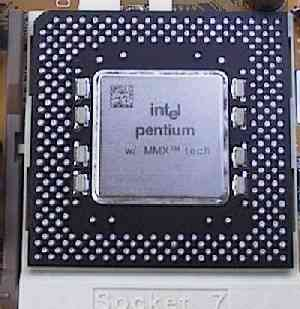 intel
pentium
w/ MMX™ tech
Socket 7